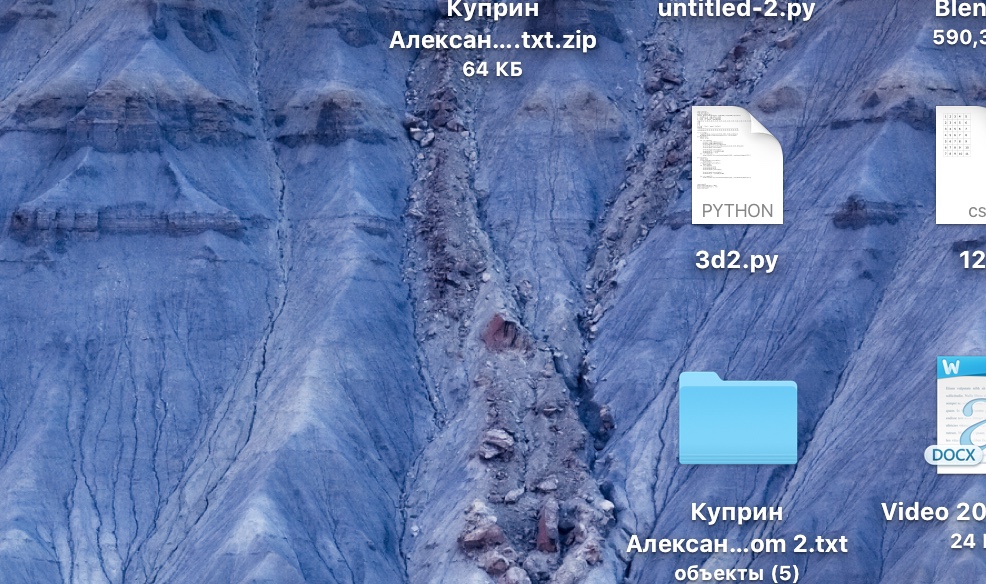 Куприн
Алексан....txt.zip
64 КБ
untitled-2.py
Blen
590,3
PYTHON
3d2.py
cs
12
W
DOCX
Куприн
Алексан...om 2.txt
объекты (5)
Video 20
24